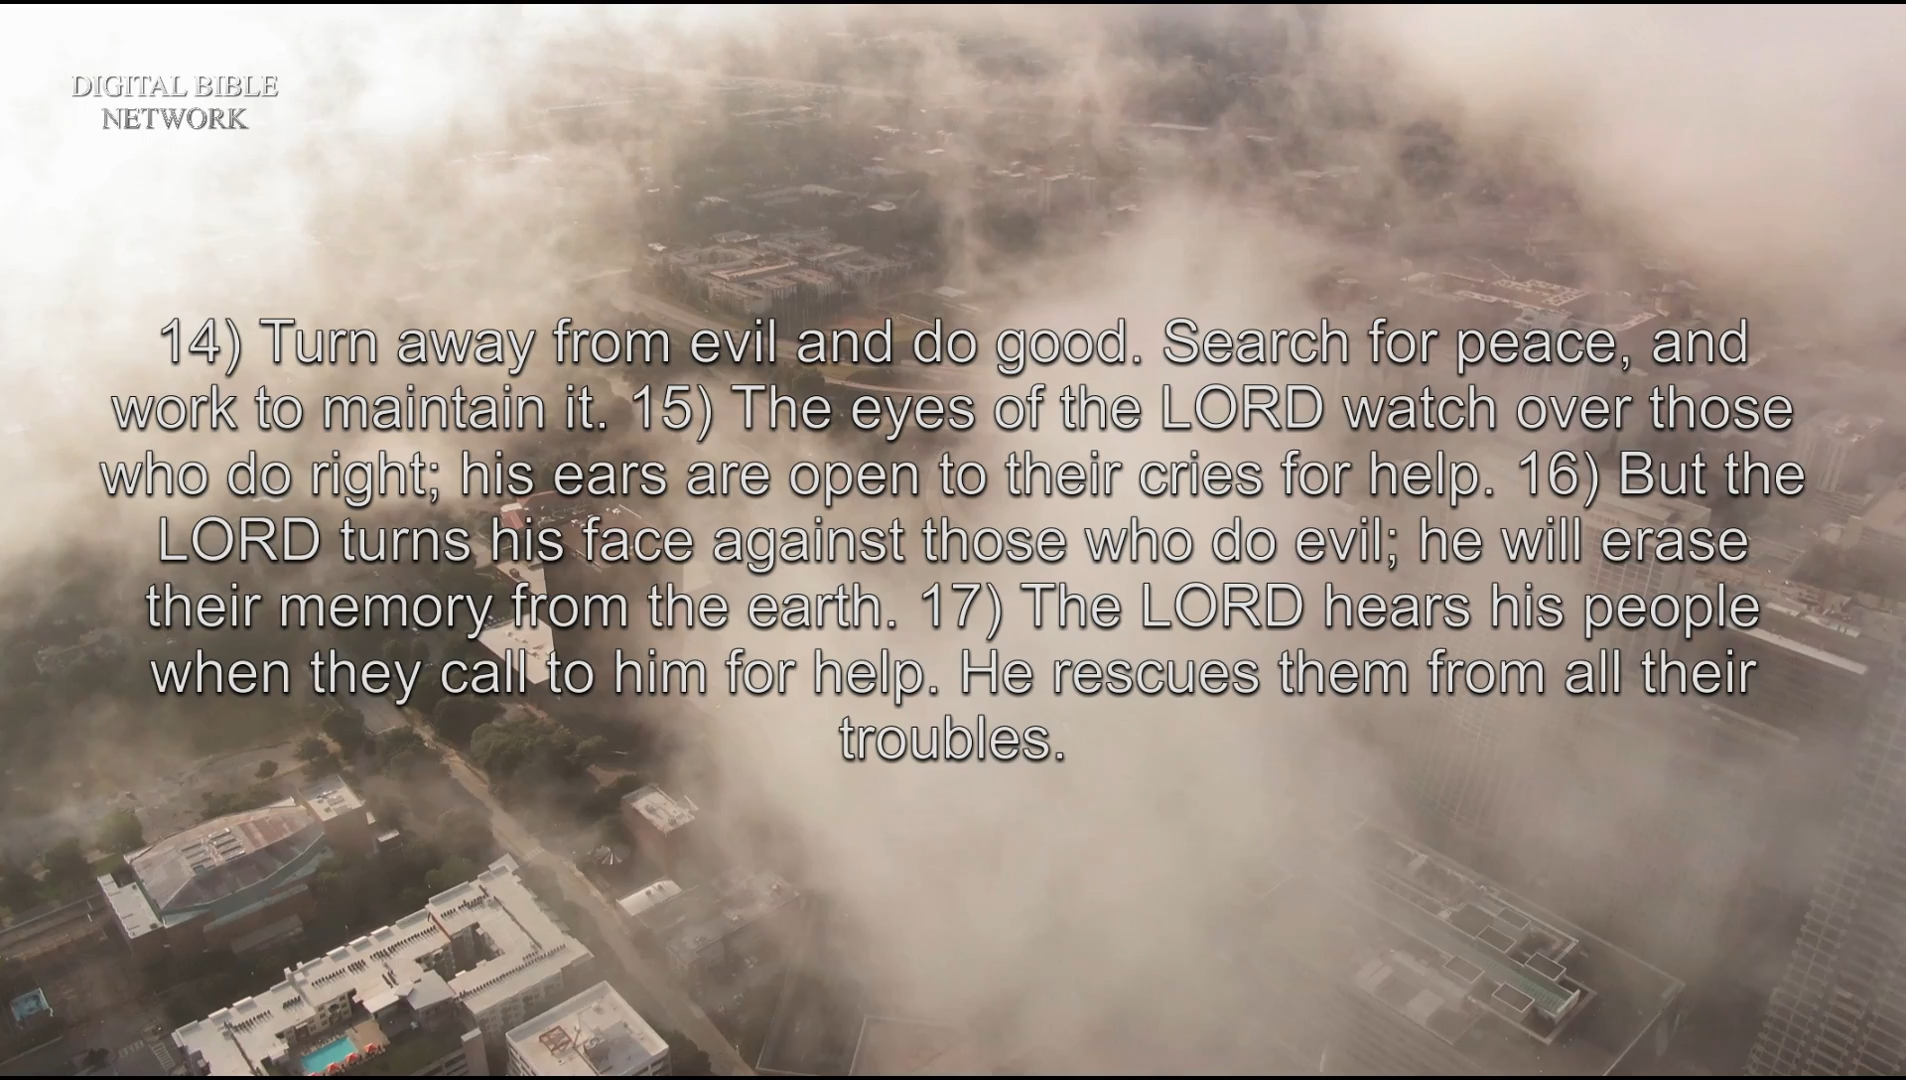 DIGITAL BIBLE
NETWORK
14) Turn away from evil and do good. Search for peace, and
work to maintain it. 15) The eyes of the LORD watch over those
who do right; his ears are open to their cries for help. 16) But the
LORD turns his face against those who do evil; he will erase
their memory from the earth. 17) The LORD hears his people
when they call to him for help. He rescues them from all their
troubles.